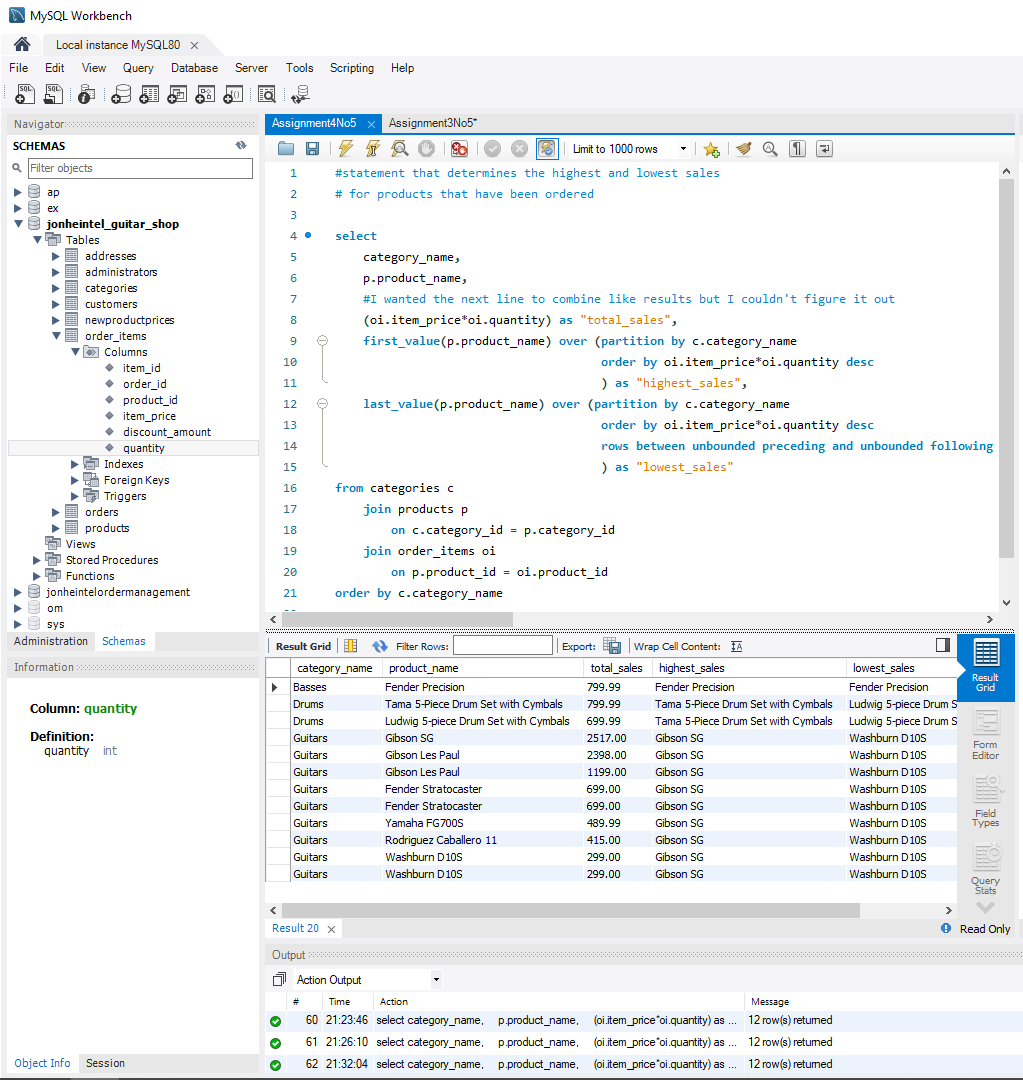 MySQL Workbench
Local instance MySQL80
File Edit View Query Database Server Tools Scripting Help
Navigator
SCHEMAS
Filter objects
ap
ex
jonheintel_guitar_shop
Tables
addresses
administrators
categories
customers
newproductprices
order_items
Columns
item_id
order_id
product_id
item_price
discount_amount
quantity
Indexes
Foreign Keys
Triggers
orders
products
Views
Stored Procedures
Functions
jonheintelordermanagement
om
sys
Administration Schemas
Information
Column: quantity
Definition:
quantity int
Object Info Session
Assignment4No5 Assignment3No5*
Limit to 1000 rows
1 #statement that determines the highest and lowest sales
2 # for products that have been ordered
3
4 select
5 category_name,
6 p.product_name,
7 #I wanted the next line to combine like results but I couldn't figure it out
8 (oi.item_price*oi.quantity) as "total_sales",
9 first_value(p.product_name) over (partition by c.category_name
10 order by oi.item_price*oi.quantity desc
11 ) as "highest_sales",
12 last_value(p.product_name) over (partition by c.category_name
13 order by oi.item_price*oi.quantity desc
14 rows between unbounded preceding and unbounded following
15 ) as "lowest_sales"
16 from categories c
17 join products p
18 on c.category_id = p.category_id
19 join order_items oi
20 on p.product_id = oi.product_id
21 order by c.category_name
Result Grid Filter Rows: Export: Wrap Cell Content:
category_name product_name total_sales highest_sales lowest_sales
Basses Fender Precision 799.99 Fender Precision Fender Precision
Drums Tama 5-Piece Drum Set with Cymbals 799.99 Tama 5-Piece Drum Set with Cymbals Ludwig 5-piece Drum S
Drums Ludwig 5-piece Drum Set with Cymbals 699.99 Tama 5-Piece Drum Set with Cymbals Ludwig 5-piece Drum S
Guitars Gibson SG 2517.00 Gibson SG Washburn D10S
Guitars Gibson Les Paul 2398.00 Gibson SG Washburn D10S
Guitars Gibson Les Paul 1199.00 Gibson SG Washburn D10S
Guitars Fender Stratocaster 699.00 Gibson SG Washburn D10S
Guitars Fender Stratocaster 699.00 Gibson SG Washburn D10S
Guitars Yamaha FG700S 489.99 Gibson SG Washburn D10S
Guitars Rodriguez Caballero 11 415.00 Gibson SG Washburn D10S
Guitars Washburn D10S 299.00 Gibson SG Washburn D10S
Guitars Washburn D10S 299.00 Gibson SG Washburn D10S
Result
Grid
Form
Editor
Field
Types
Query
Stats
Result 20
Read Only
Output
Action Output
# Time Action Message
60 21:23:46 select category_name, p.product_name, (oi.item_price*oi.quantity) as ... 12 row(s) returned
61 21:26:10 select category_name, p.product_name, (oi.item_price*oi.quantity) as ... 12 row(s) returned
62 21:32:04 select category_name, p.product_name, (oi.item_price*oi.quantity) as ... 12 row(s) returned